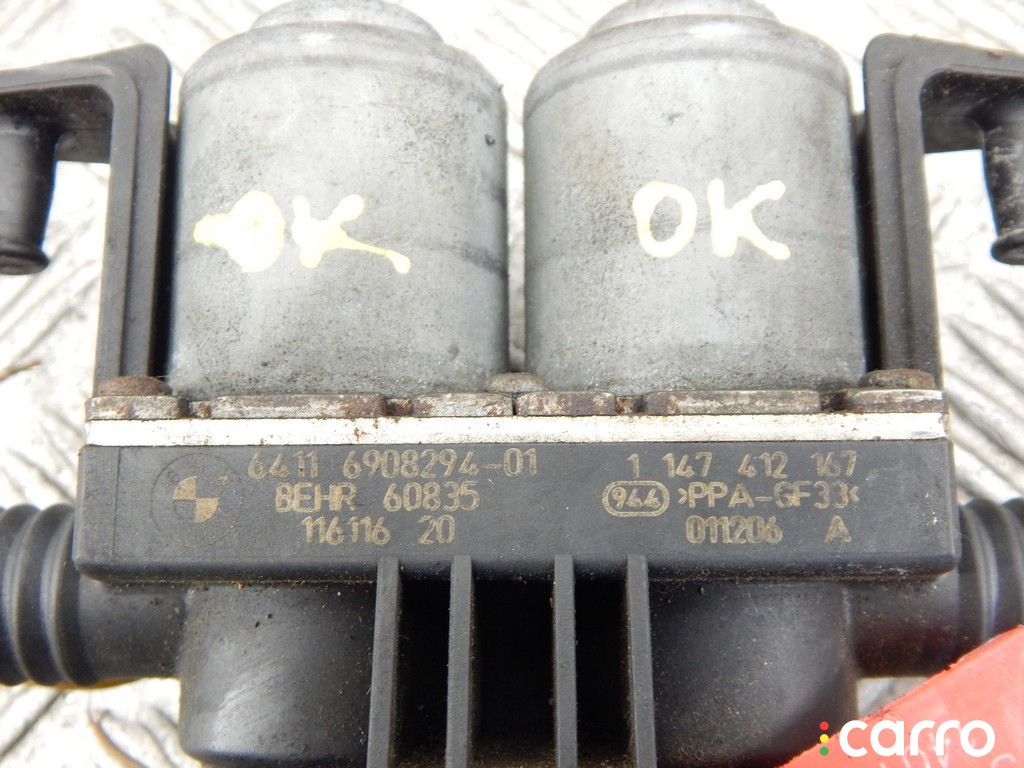 OK
OK
6411 6908294-01
BEHR 60835
116116 20
1 147 412 167
944 >PPA-GF33<
011206 A
carro